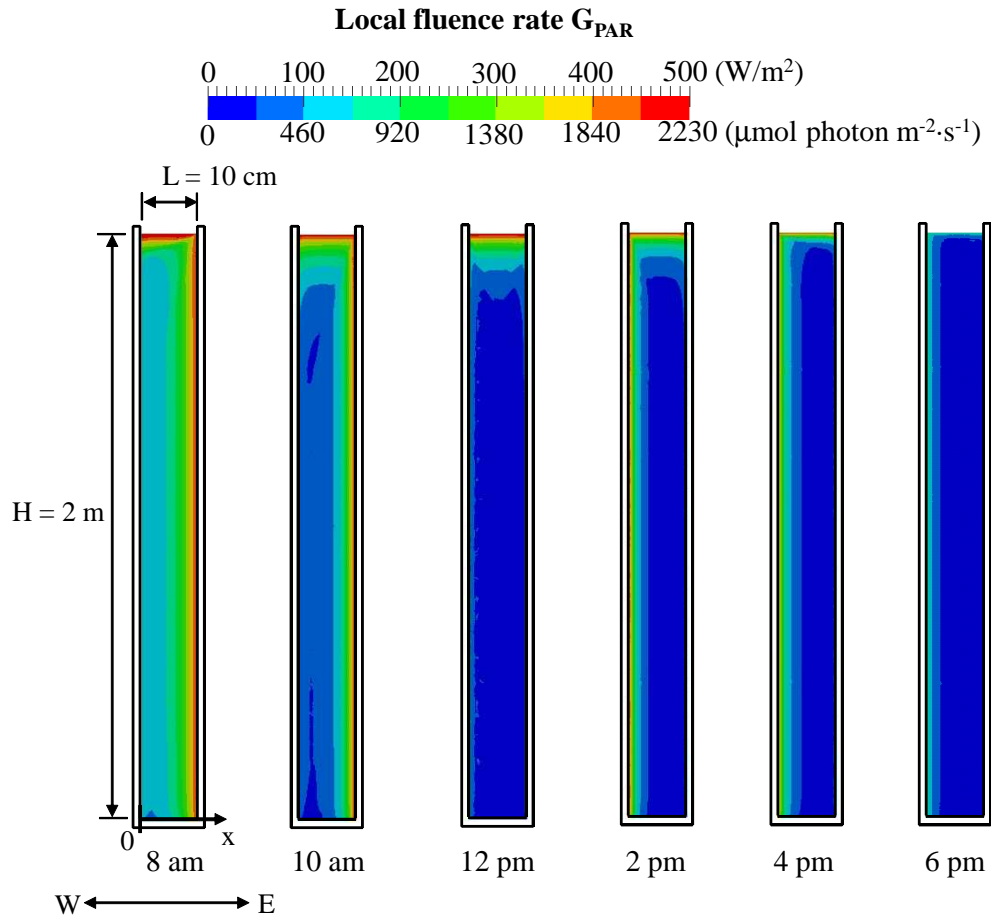 Local fluence rate G_PAR
0 100 200 300 400 500 (W/m²)
0 460 920 1380 1840 2230 (μmol photon m⁻²·s⁻¹)
L = 10 cm
H = 2 m
0 x
8 am 10 am 12 pm 2 pm 4 pm 6 pm
W E